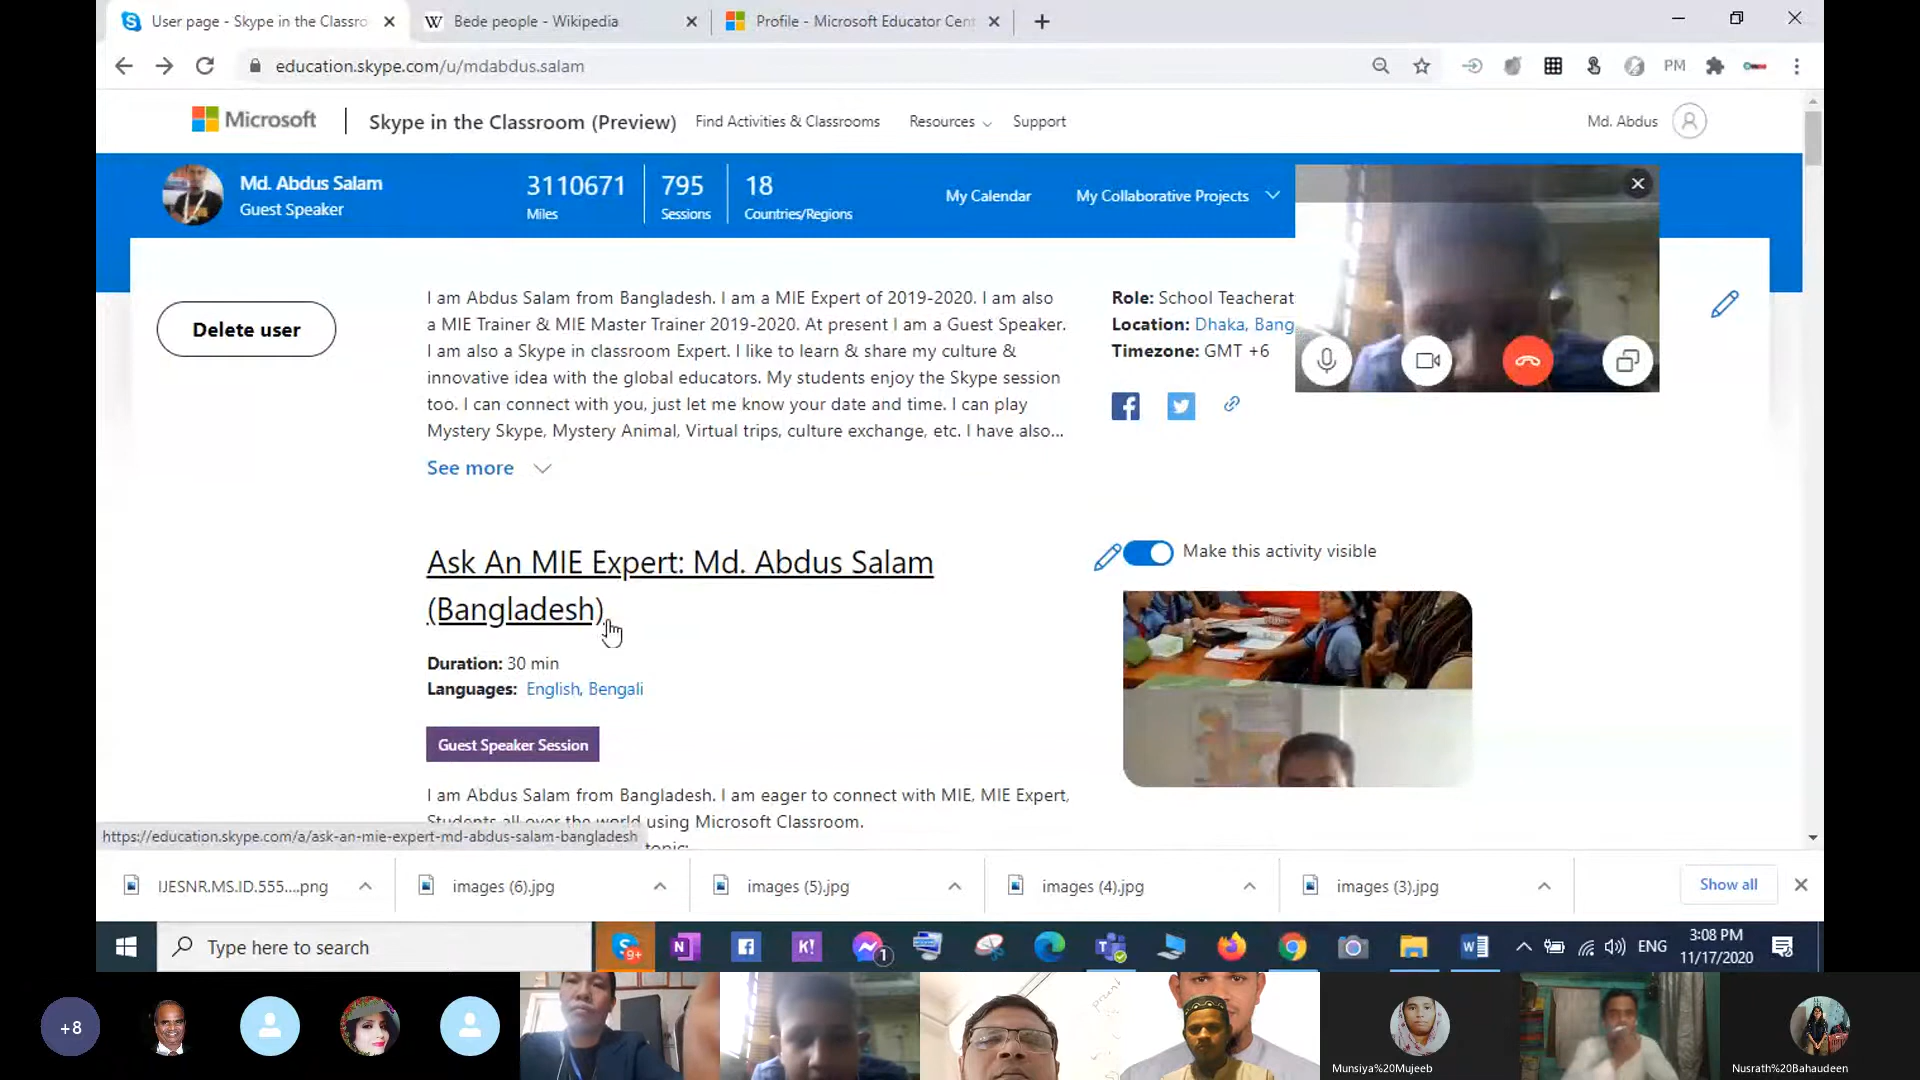 User page - Skype in the Classro
Bede people - Wikipedia
Profile - Microsoft Educator Cent
education.skype.com/u/mdabdus.salam
PM
Microsoft
Skype in the Classroom (Preview)
Find Activities & Classrooms
Resources
Support
Md. Abdus
Md. Abdus Salam
Guest Speaker
3110671
Miles
795
Sessions
18
Countries/Regions
My Calendar
My Collaborative Projects
Delete user
I am Abdus Salam from Bangladesh. I am a MIE Expert of 2019-2020. I am also
a MIE Trainer & MIE Master Trainer 2019-2020. At present I am a Guest Speaker.
I am also a Skype in classroom Expert. I like to learn & share my culture &
innovative idea with the global educators. My students enjoy the Skype session
too. I can connect with you, just let me know your date and time. I can play
Mystery Skype, Mystery Animal, Virtual trips, culture exchange, etc. I have also...
See more
Role: School Teacherat
Location: Dhaka, Bang
Timezone: GMT +6
Ask An MIE Expert: Md. Abdus Salam
(Bangladesh)
Make this activity visible
Duration: 30 min
Languages: English, Bengali
Guest Speaker Session
I am Abdus Salam from Bangladesh. I am eager to connect with MIE, MIE Expert,
Students all over the world using Microsoft Classroom.
topic:
https://education.skype.com/a/ask-an-mie-expert-md-abdus-salam-bangladesh
IJESNR.MS.ID.555....png
images (6).jpg
images (5).jpg
images (4).jpg
images (3).jpg
Show all
Type here to search
9+
N
K!
1
ENG
3:08 PM
11/17/2020
+8
Munsiya%20Mujeeb
Nusrath%20Bahaudeen